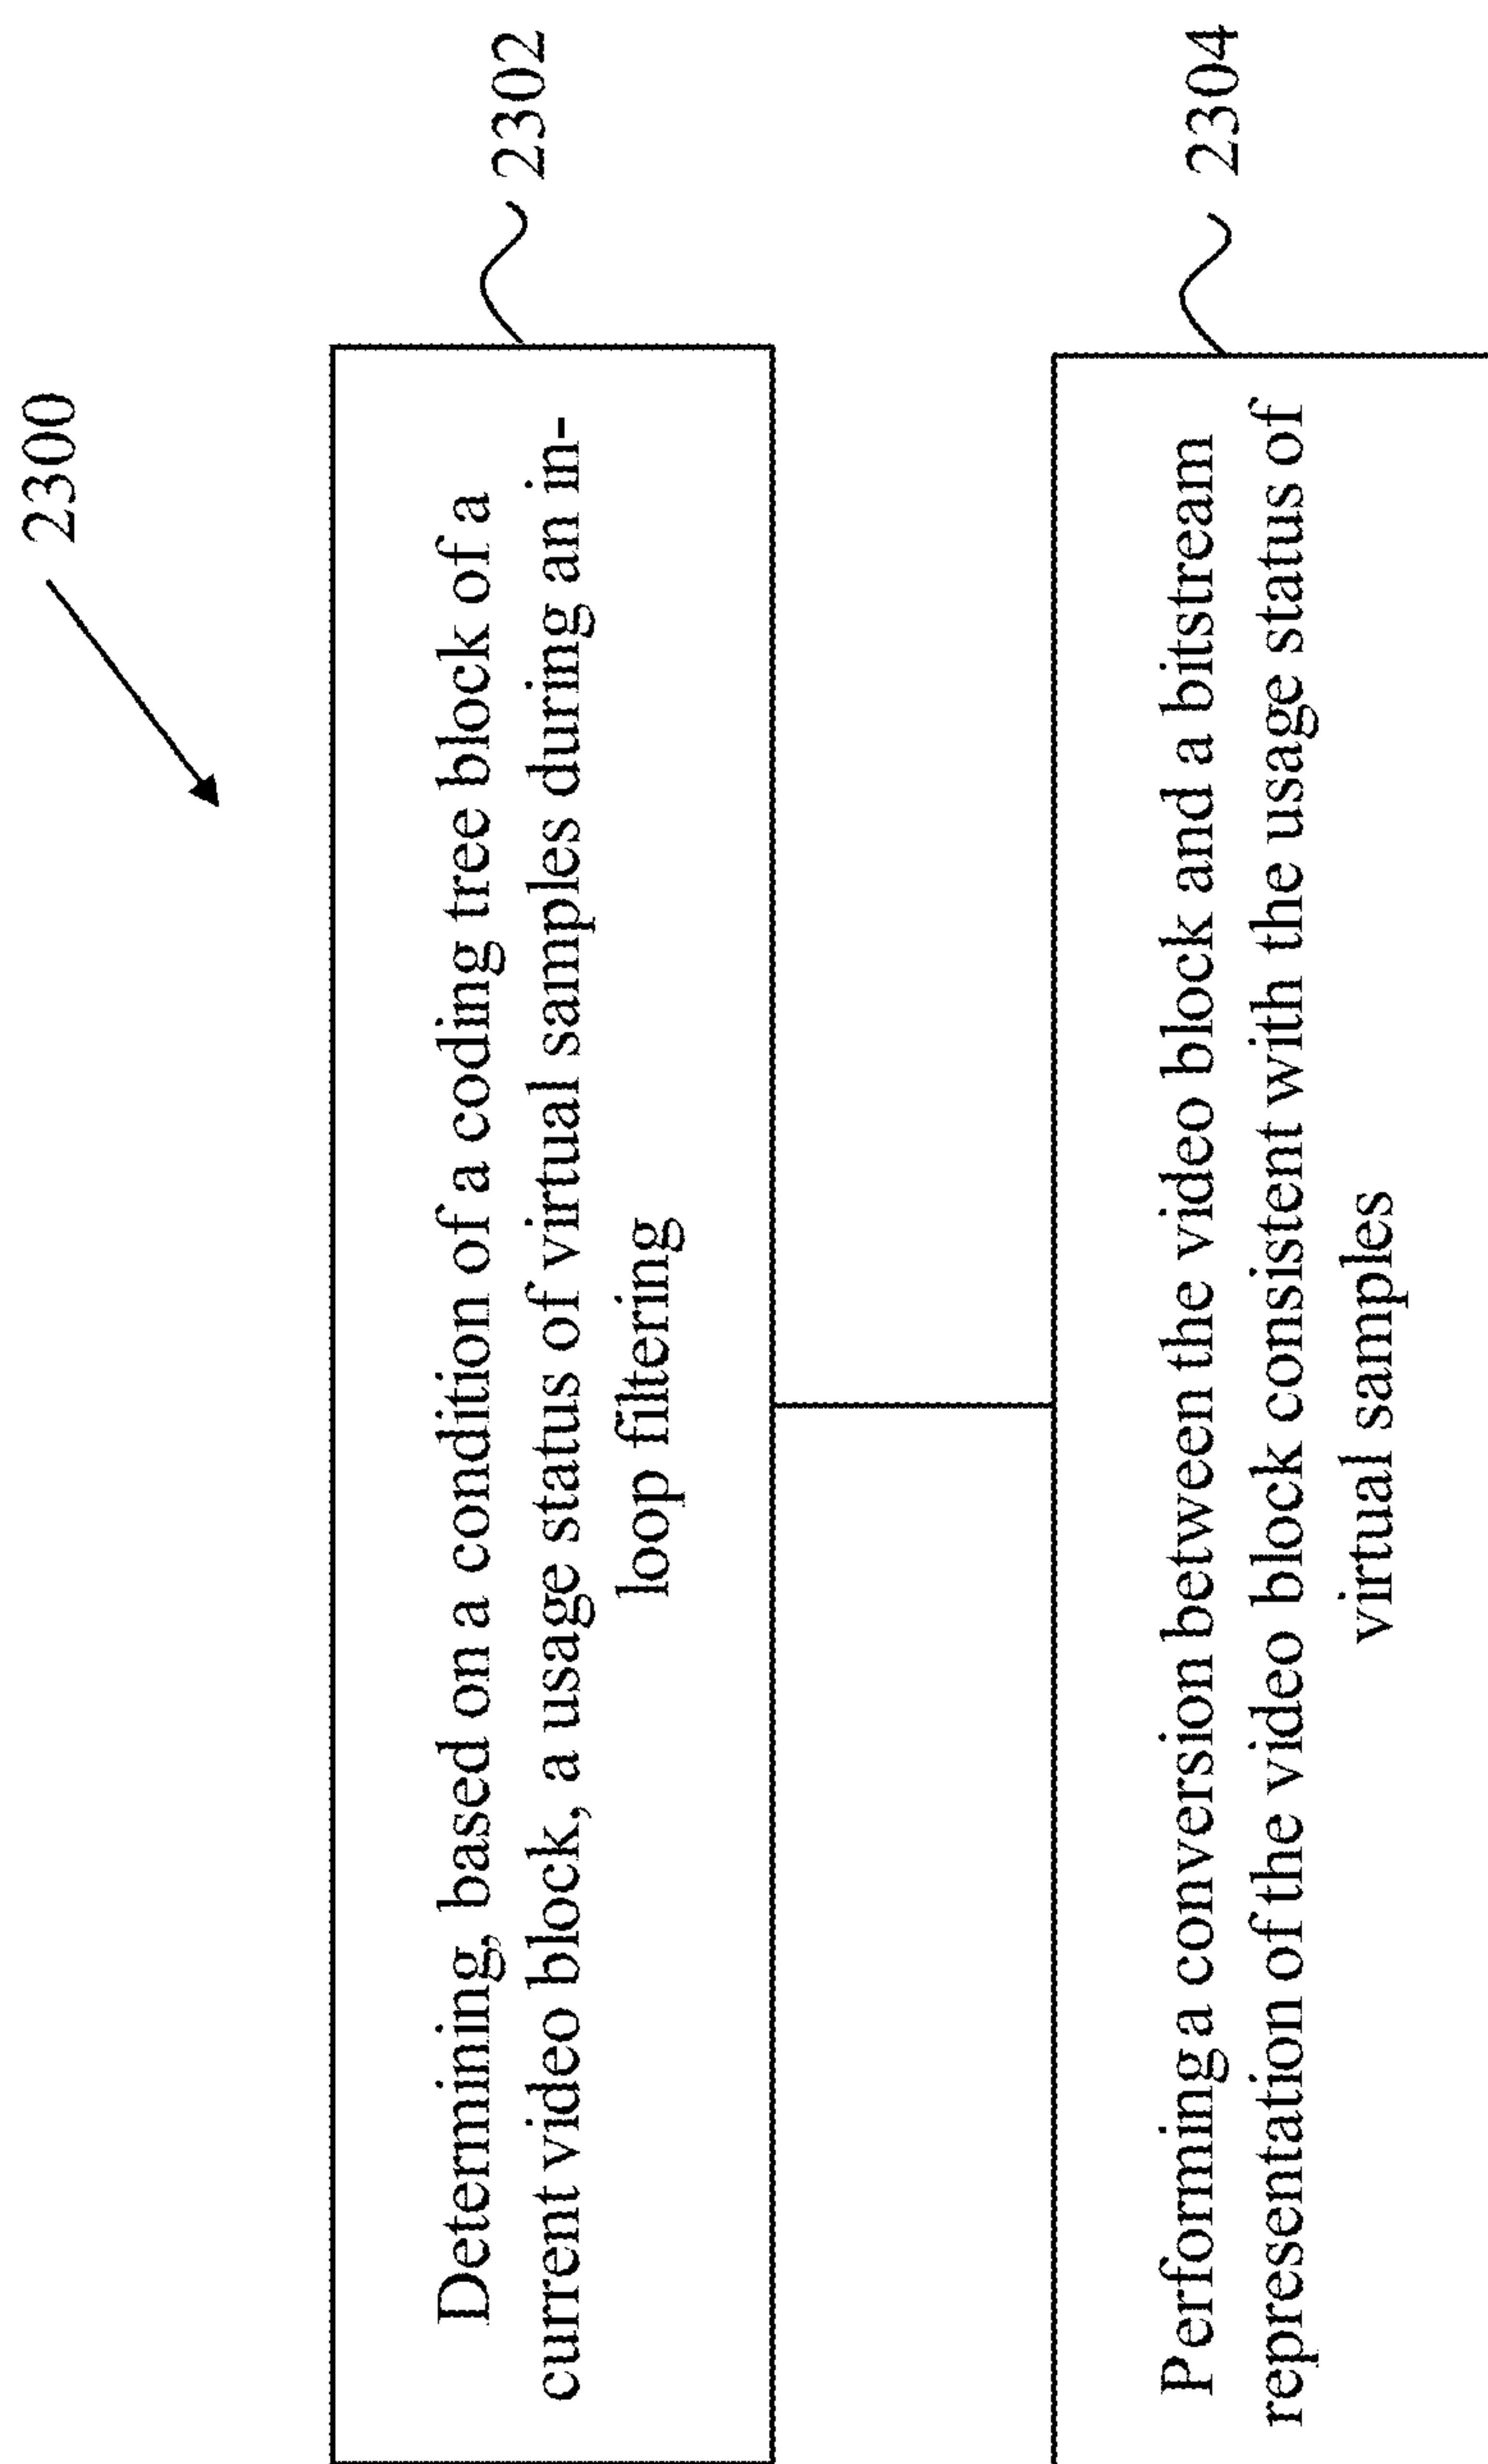 2300
Determining, based on a condition of a coding tree block of a
current video block, a usage status of virtual samples during an in-
loop filtering
2302
Performing a conversion between the video block and a bitstream
representation of the video block consistent with the usage status of
virtual samples
2304